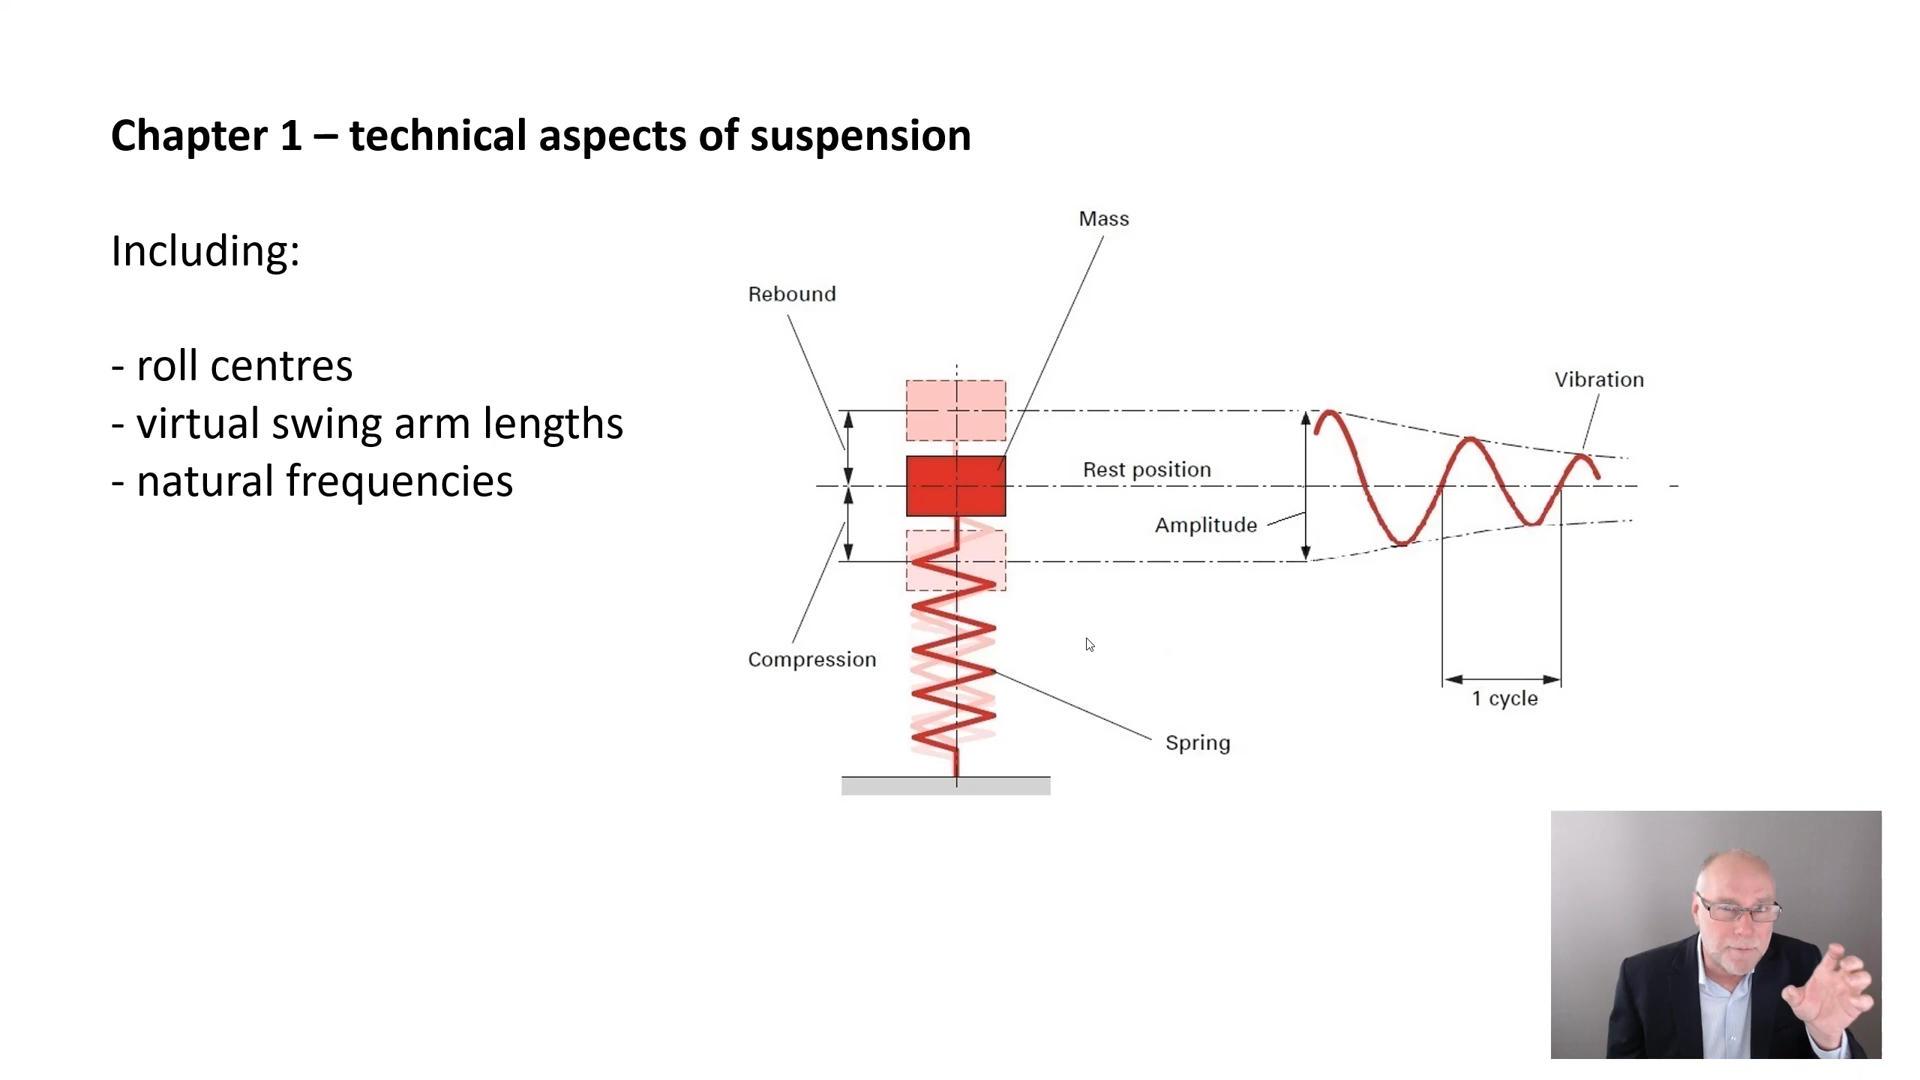 Chapter 1 – technical aspects of suspension
Including:
- roll centres
- virtual swing arm lengths
- natural frequencies
Mass
Rebound
Vibration
Rest position
Amplitude
Compression
1 cycle
Spring